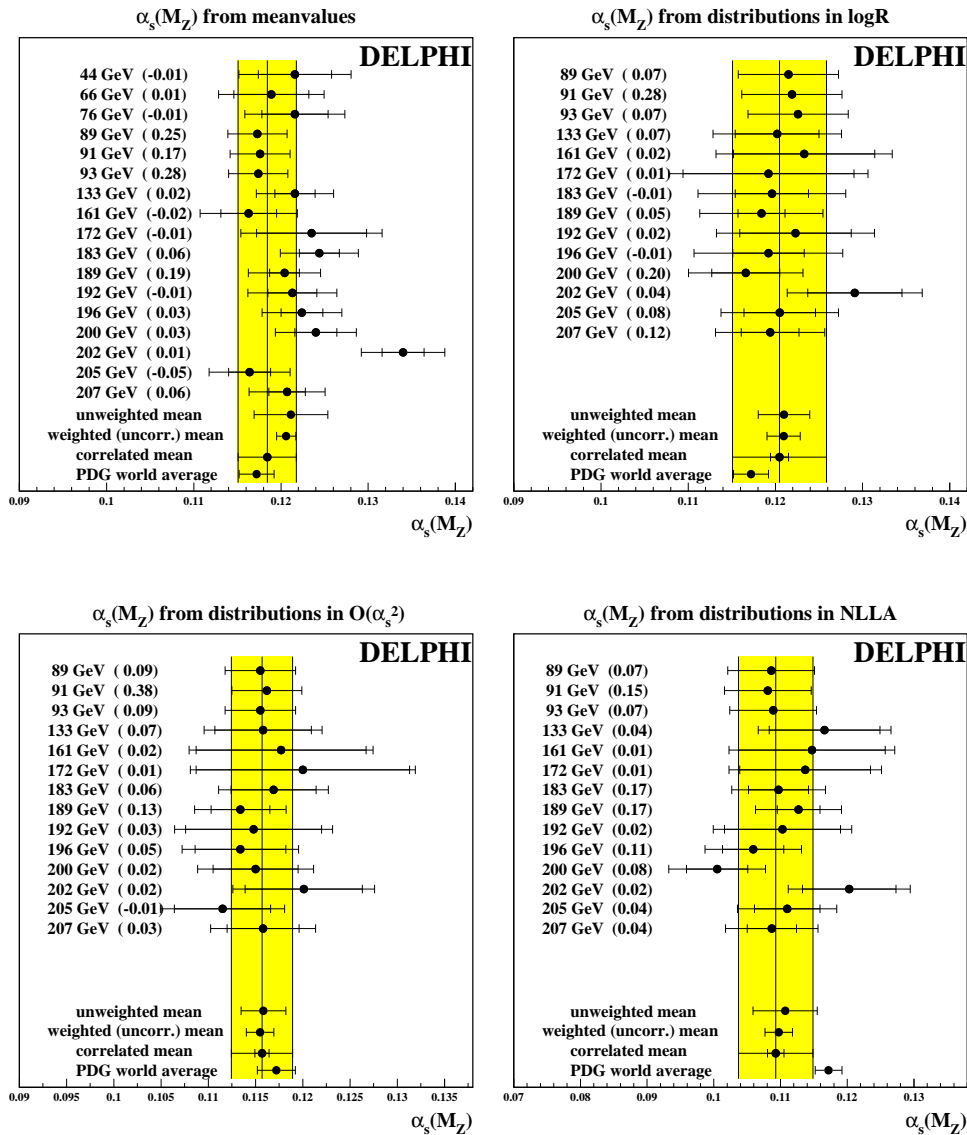 α_s(M_Z) from meanvalues
DELPHI
44 GeV (-0.01)
66 GeV ( 0.01)
76 GeV (-0.01)
89 GeV ( 0.25)
91 GeV ( 0.17)
93 GeV ( 0.28)
133 GeV ( 0.02)
161 GeV (-0.02)
172 GeV (-0.01)
183 GeV ( 0.06)
189 GeV ( 0.19)
192 GeV (-0.01)
196 GeV ( 0.03)
200 GeV ( 0.03)
202 GeV ( 0.01)
205 GeV (-0.05)
207 GeV ( 0.06)
unweighted mean
weighted (uncorr.) mean
correlated mean
PDG world average
0.09 0.1 0.11 0.12 0.13 0.14
α_s(M_Z)
α_s(M_Z) from distributions in logR
DELPHI
89 GeV ( 0.07)
91 GeV ( 0.28)
93 GeV ( 0.07)
133 GeV ( 0.07)
161 GeV ( 0.02)
172 GeV ( 0.01)
183 GeV (-0.01)
189 GeV ( 0.05)
192 GeV ( 0.02)
196 GeV (-0.01)
200 GeV ( 0.20)
202 GeV ( 0.04)
205 GeV ( 0.08)
207 GeV ( 0.12)
unweighted mean
weighted (uncorr.) mean
correlated mean
PDG world average
0.09 0.1 0.11 0.12 0.13 0.14
α_s(M_Z)
α_s(M_Z) from distributions in O(α_s²)
DELPHI
89 GeV ( 0.09)
91 GeV ( 0.38)
93 GeV ( 0.09)
133 GeV ( 0.07)
161 GeV ( 0.02)
172 GeV ( 0.01)
183 GeV ( 0.06)
189 GeV ( 0.13)
192 GeV ( 0.03)
196 GeV ( 0.05)
200 GeV ( 0.02)
202 GeV ( 0.02)
205 GeV (-0.01)
207 GeV ( 0.03)
unweighted mean
weighted (uncorr.) mean
correlated mean
PDG world average
0.09 0.095 0.1 0.105 0.11 0.115 0.12 0.125 0.13 0.135
α_s(M_Z)
α_s(M_Z) from distributions in NLLA
DELPHI
89 GeV (0.07)
91 GeV (0.15)
93 GeV (0.07)
133 GeV (0.04)
161 GeV (0.01)
172 GeV (0.01)
183 GeV (0.17)
189 GeV (0.17)
192 GeV (0.02)
196 GeV (0.11)
200 GeV (0.08)
202 GeV (0.02)
205 GeV (0.04)
207 GeV (0.04)
unweighted mean
weighted (uncorr.) mean
correlated mean
PDG world average
0.07 0.08 0.09 0.1 0.11 0.12 0.13
α_s(M_Z)